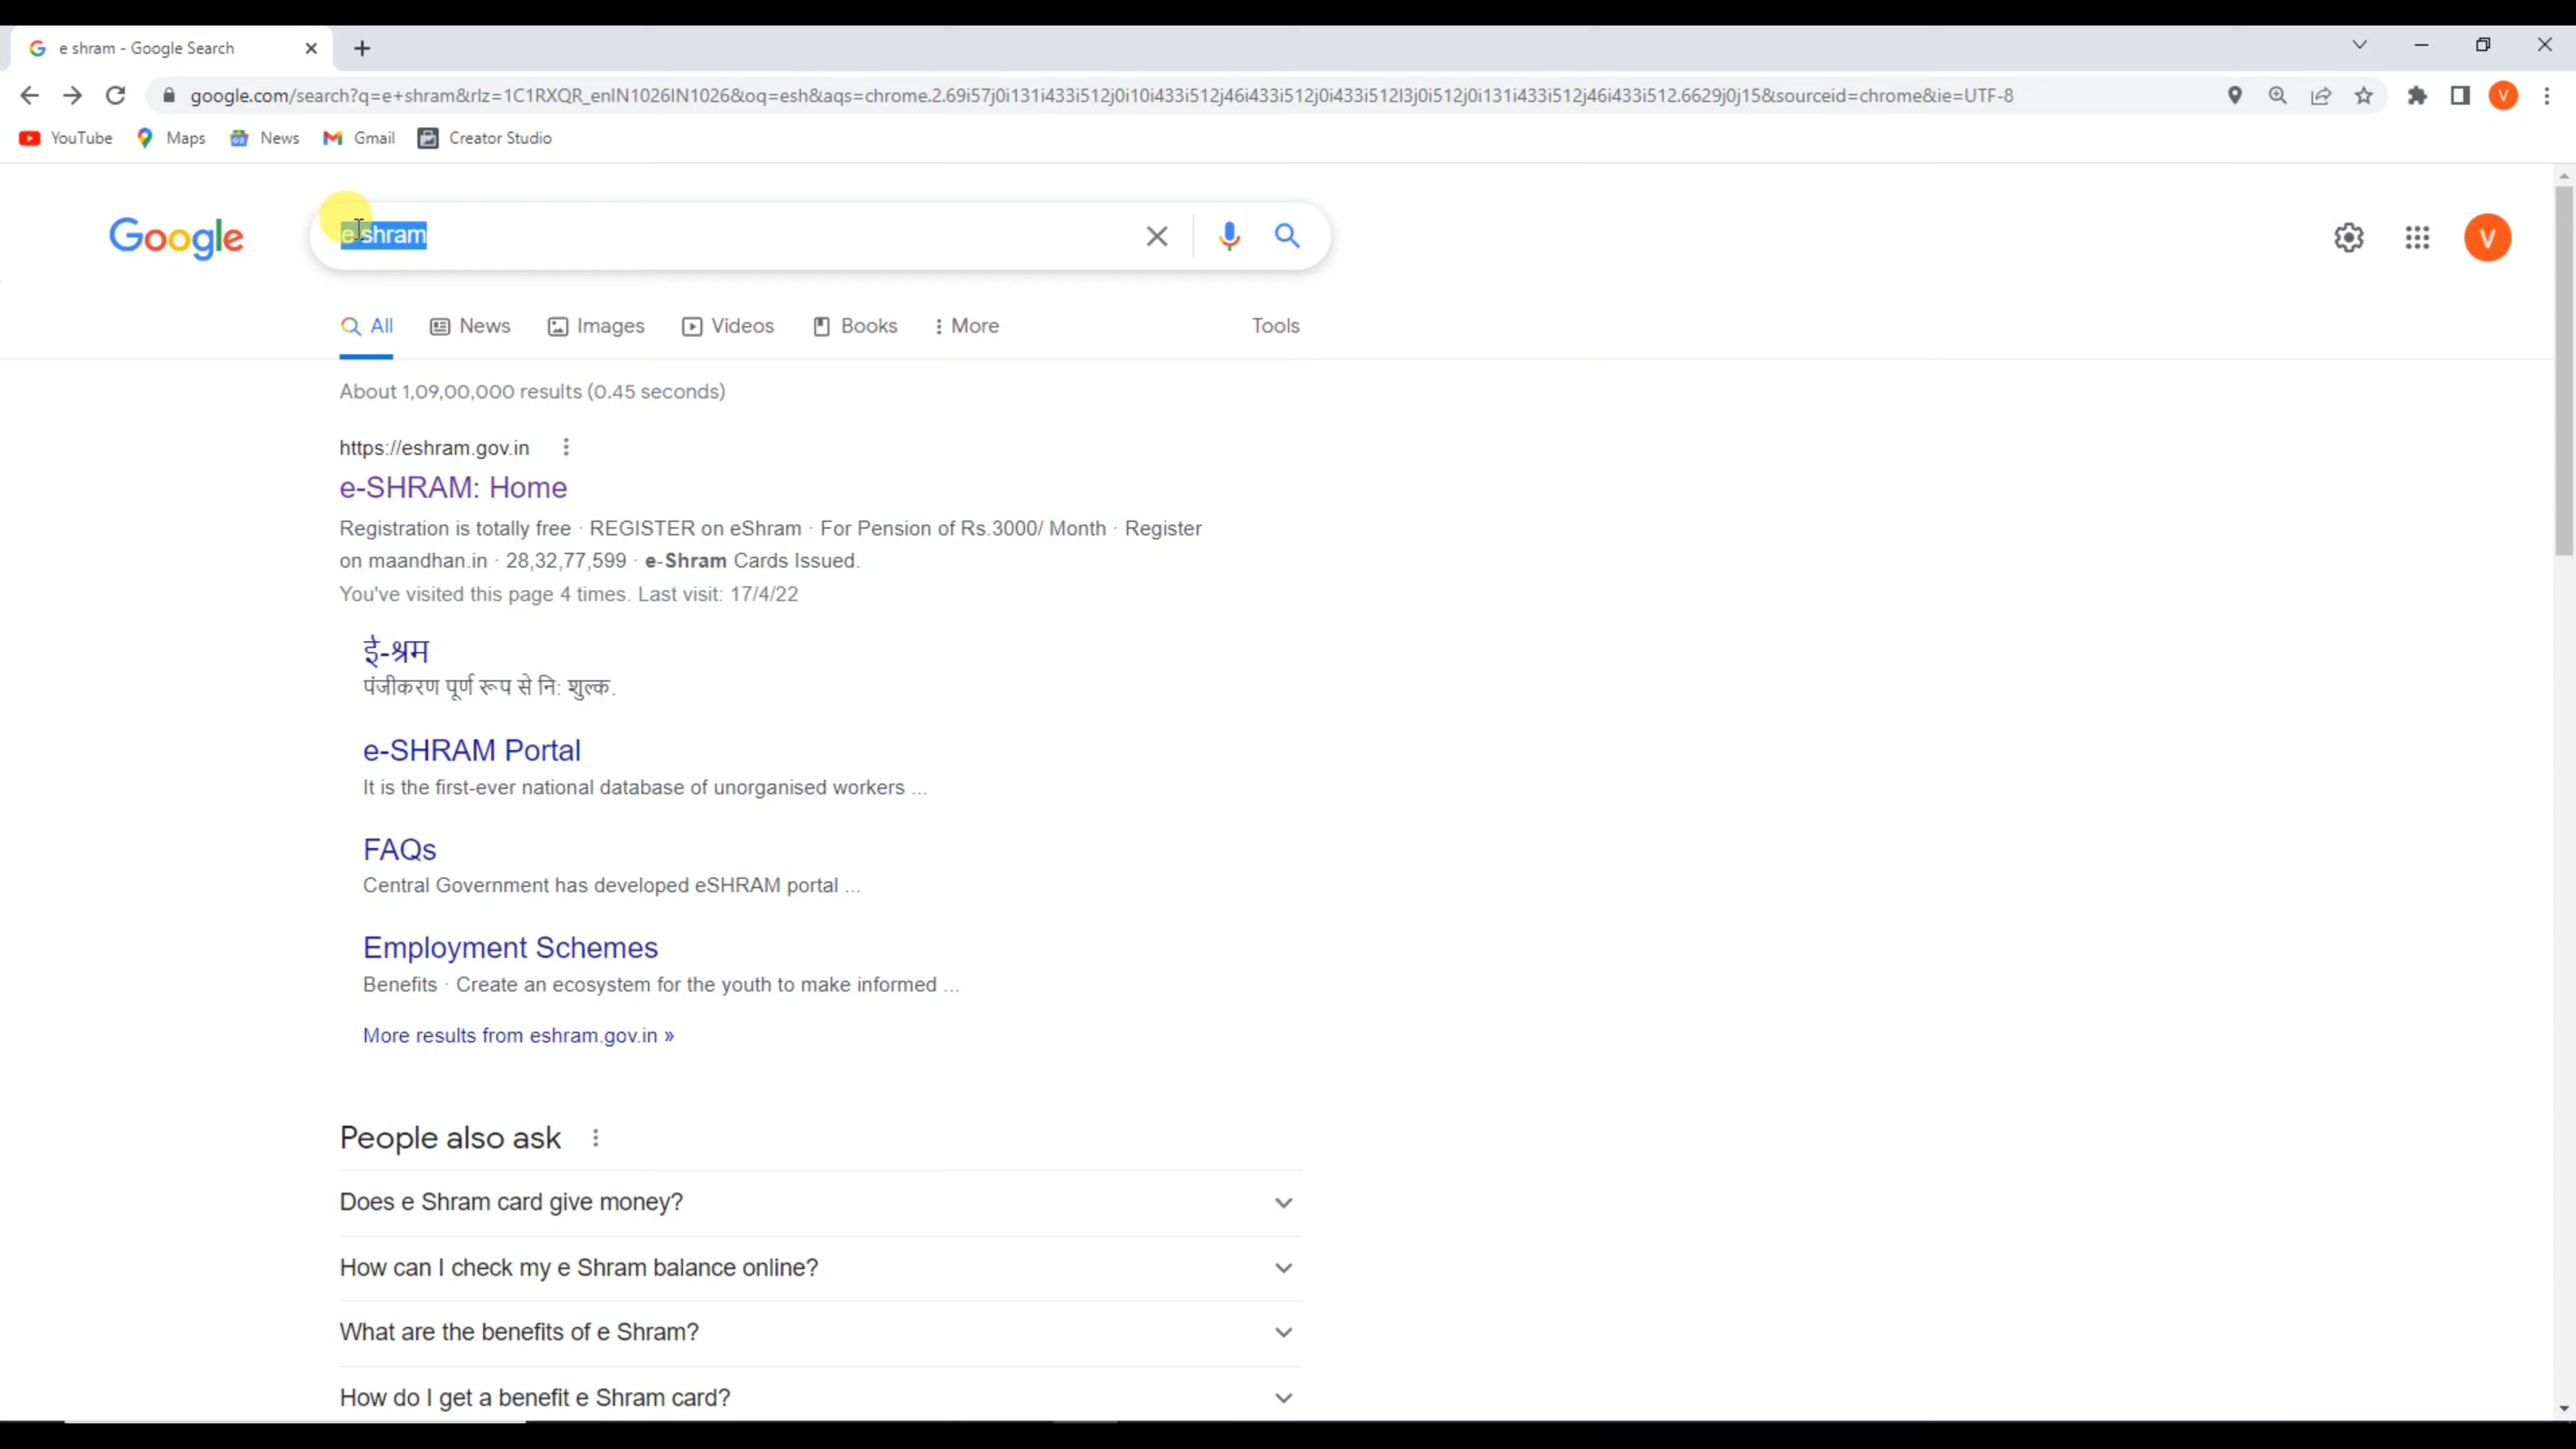 e shram - Google Search
google.com/search?q=e+shram&rlz=1C1RXQR_enIN1026IN1026&oq=esh&aqs=chrome.2.69i57j0i131i433i512j0i10i433i512j46i433i512j0i433i512l3j0i512j0i131i433i512j46i433i512.6629j0j15&sourceid=chrome&ie=UTF-8
V
YouTube Maps News Gmail Creator Studio
Google e shram V
All News Images Videos Books More Tools
About 1,09,00,000 results (0.45 seconds)
https://eshram.gov.in
e-SHRAM: Home
Registration is totally free · REGISTER on eShram · For Pension of Rs.3000/ Month · Register
on maandhan.in · 28,32,77,599 · e-Shram Cards Issued.
You've visited this page 4 times. Last visit: 17/4/22
ई-श्रम
पंजीकरण पूर्ण रूप से नि: शुल्क.
e-SHRAM Portal
It is the first-ever national database of unorganised workers ...
FAQs
Central Government has developed eSHRAM portal ...
Employment Schemes
Benefits · Create an ecosystem for the youth to make informed ...
More results from eshram.gov.in »
People also ask
Does e Shram card give money?
How can I check my e Shram balance online?
What are the benefits of e Shram?
How do I get a benefit e Shram card?